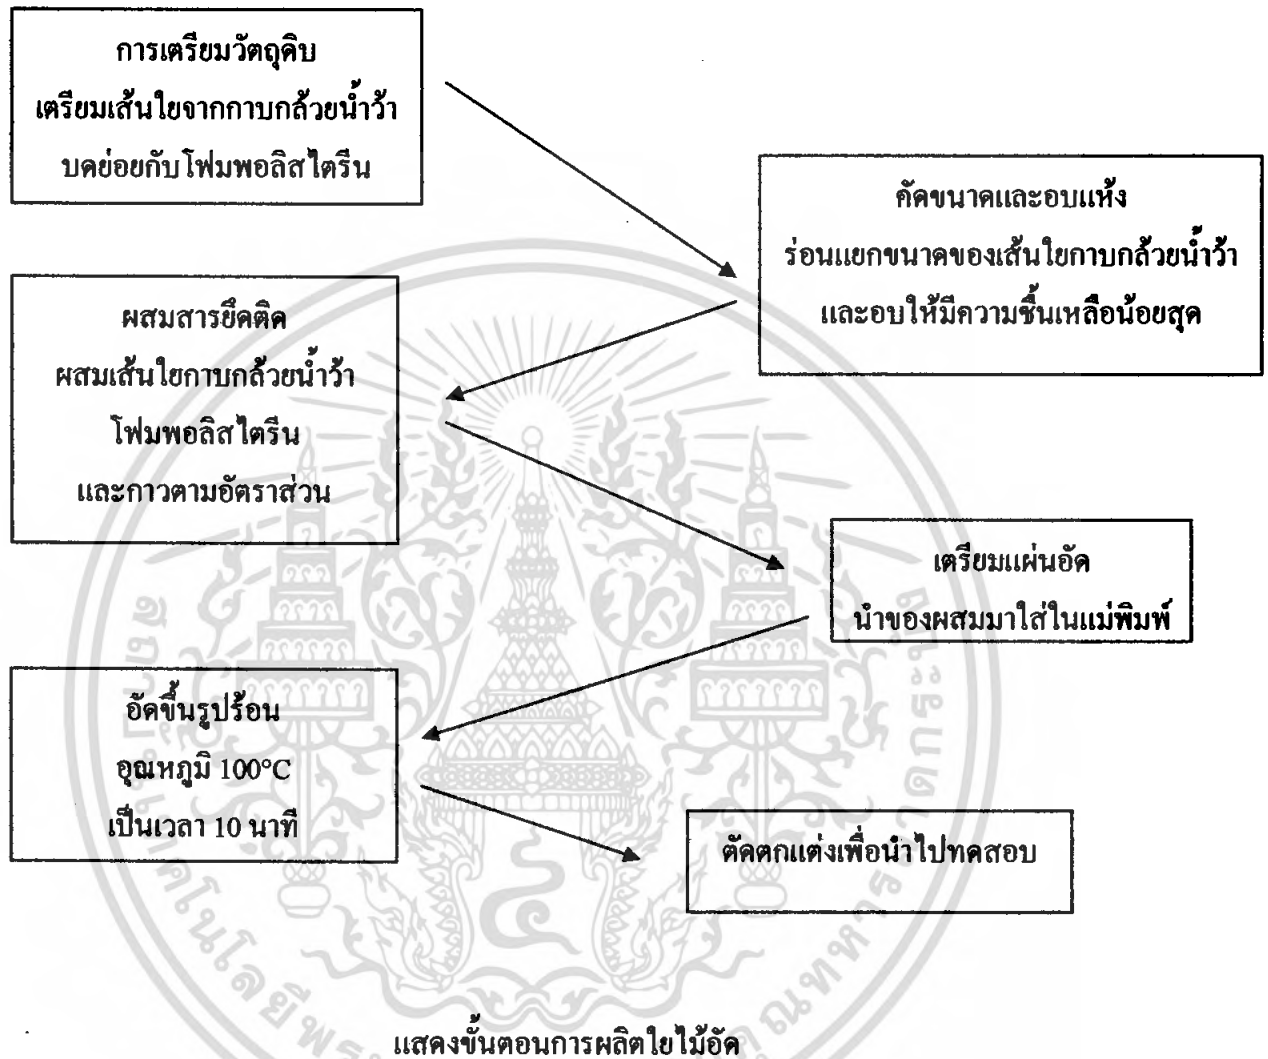 การเตรียมวัตถุดิบ
เตรียมเส้นใยจากกาบกล้วยน้ำว้า
บดย่อยกับโฟมพอลิสไตรีน
คัดขนาดและอบแห้ง
ร่อนแยกขนาดของเส้นใยกาบกล้วยน้ำว้า
และอบให้มีความชื้นเหลือน้อยสุด
ผสมสารยึดติด
ผสมเส้นใยกาบกล้วยน้ำว้า
โฟมพอลิสไตรีน
และกาวตามอัตราส่วน
เตรียมแผ่นอัด
นำของผสมมาใส่ในแม่พิมพ์
อัดขึ้นรูปร้อน
อุณหภูมิ 100°C
เป็นเวลา 10 นาที
ตัดตกแต่งเพื่อนำไปทดสอบ
แสดงขั้นตอนการผลิตใยไม้อัด